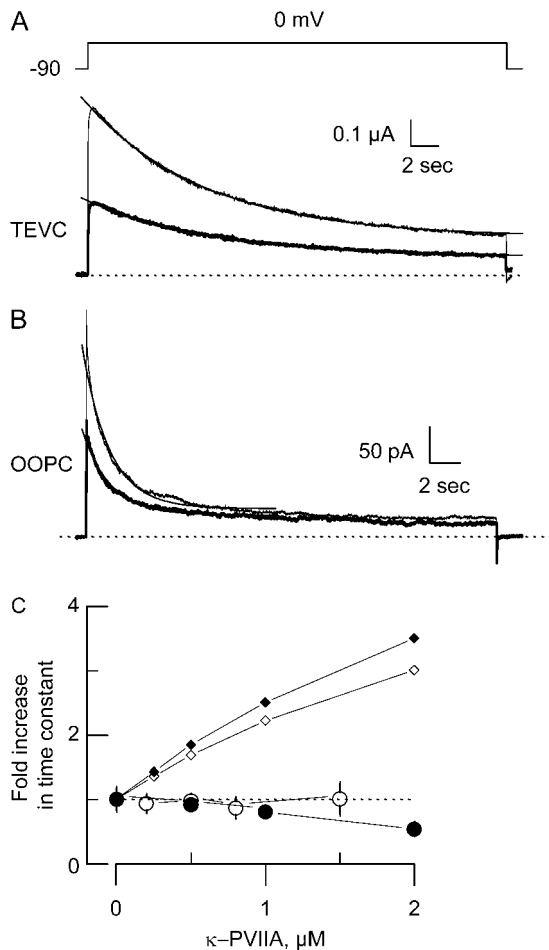 A
0 mV
-90
0.1 µA
2 sec
TEVC
B
OOPC
50 pA
2 sec
C
Fold increase
in time constant
4
2
0
0
1
2
κ–PVIIA, µM